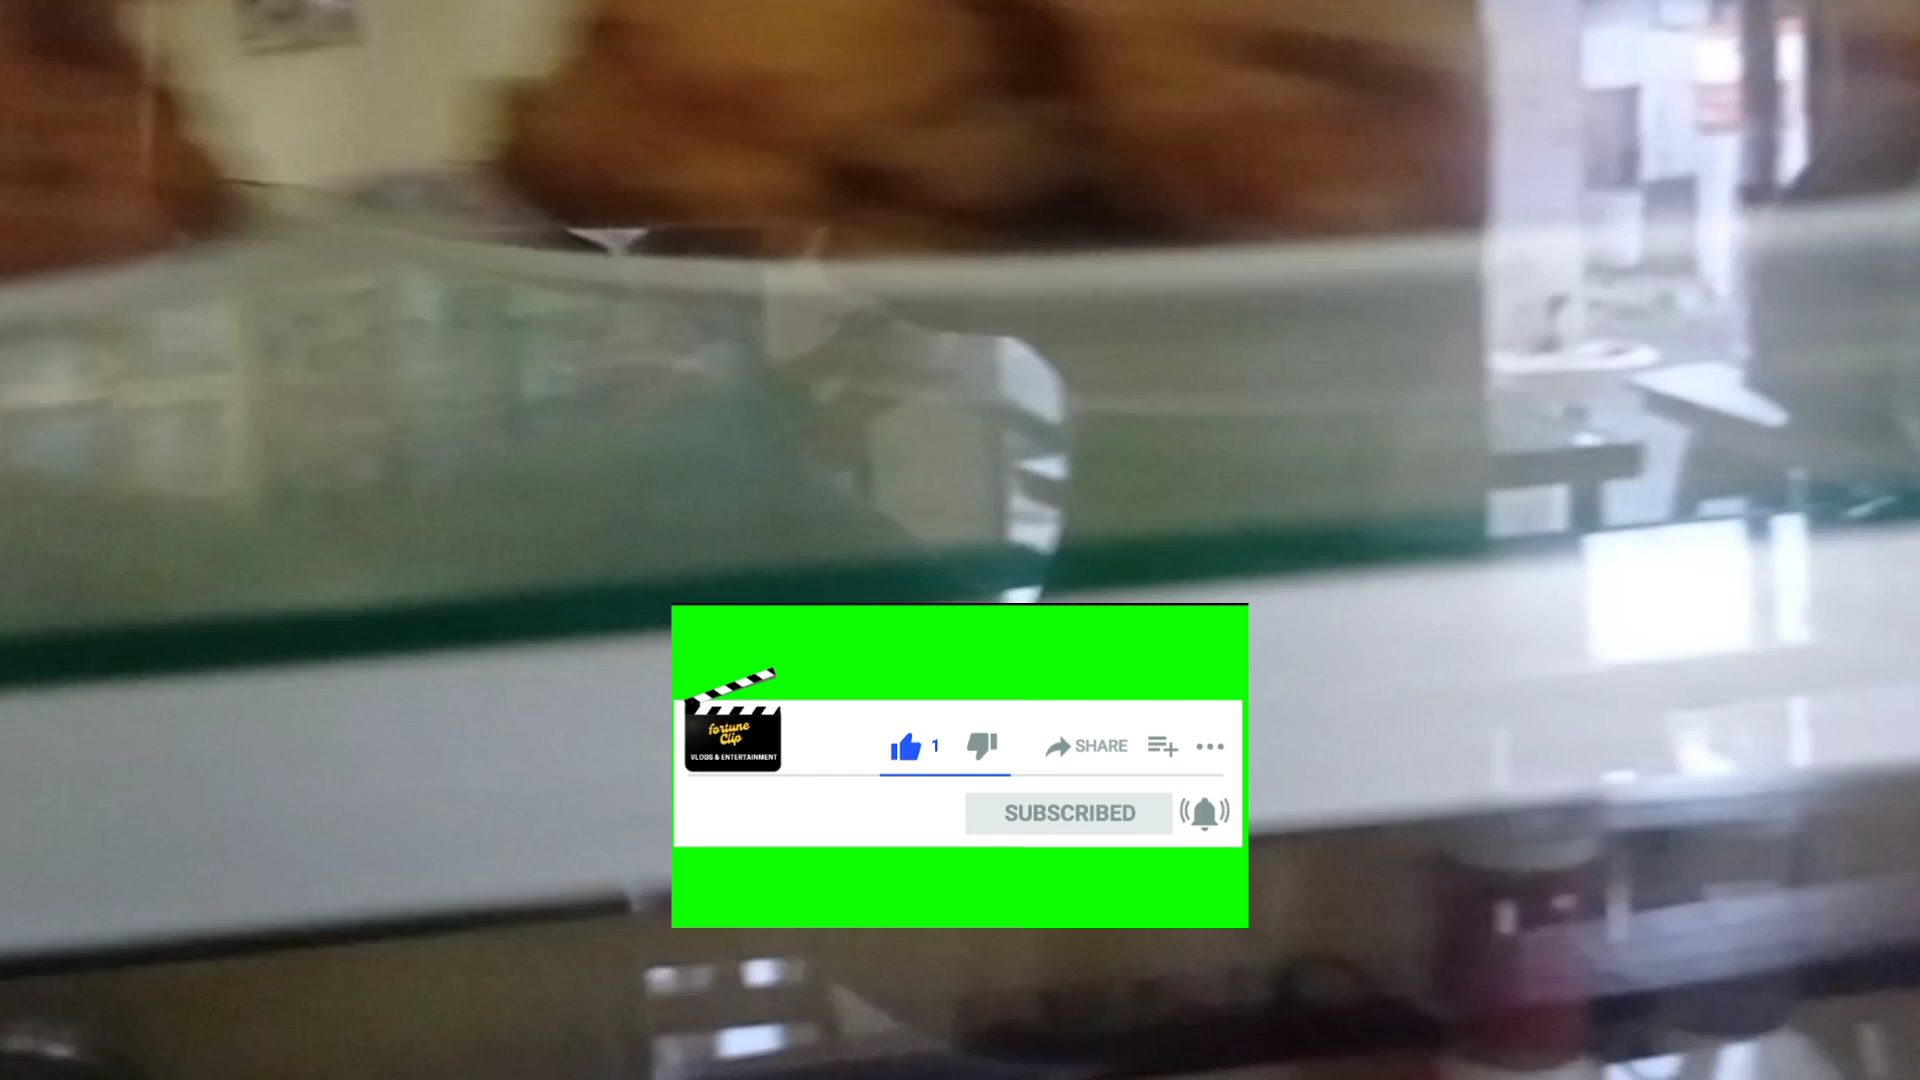 fortune
Clip
VLOGS & ENTERTAINMENT
1
SHARE
SUBSCRIBED